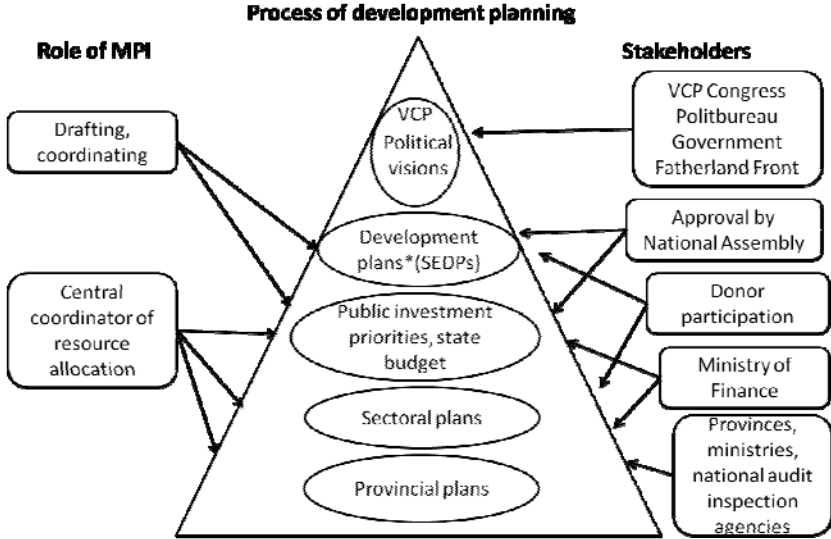 Process of development planning
Role of MPI
Stakeholders
Drafting,
coordinating
Central
coordinator of
resource
allocation
VCP
Political
visions
Development
plans*(SEDPs)
Public investment
priorities, state
budget
Sectoral plans
Provincial plans
VCP Congress
Politbureau
Government
Fatherland Front
Approval by
National Assembly
Donor
participation
Ministry of
Finance
Provinces,
ministries,
national audit
inspection
agencies